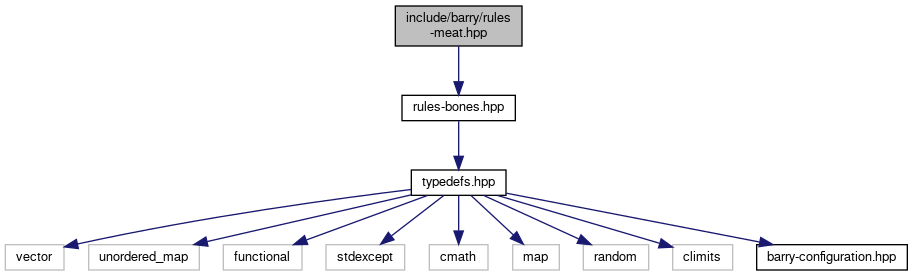 include/barry/rules
-meat.hpp
rules-bones.hpp
typedefs.hpp
vector
unordered_map
functional
stdexcept
cmath
map
random
climits
barry-configuration.hpp